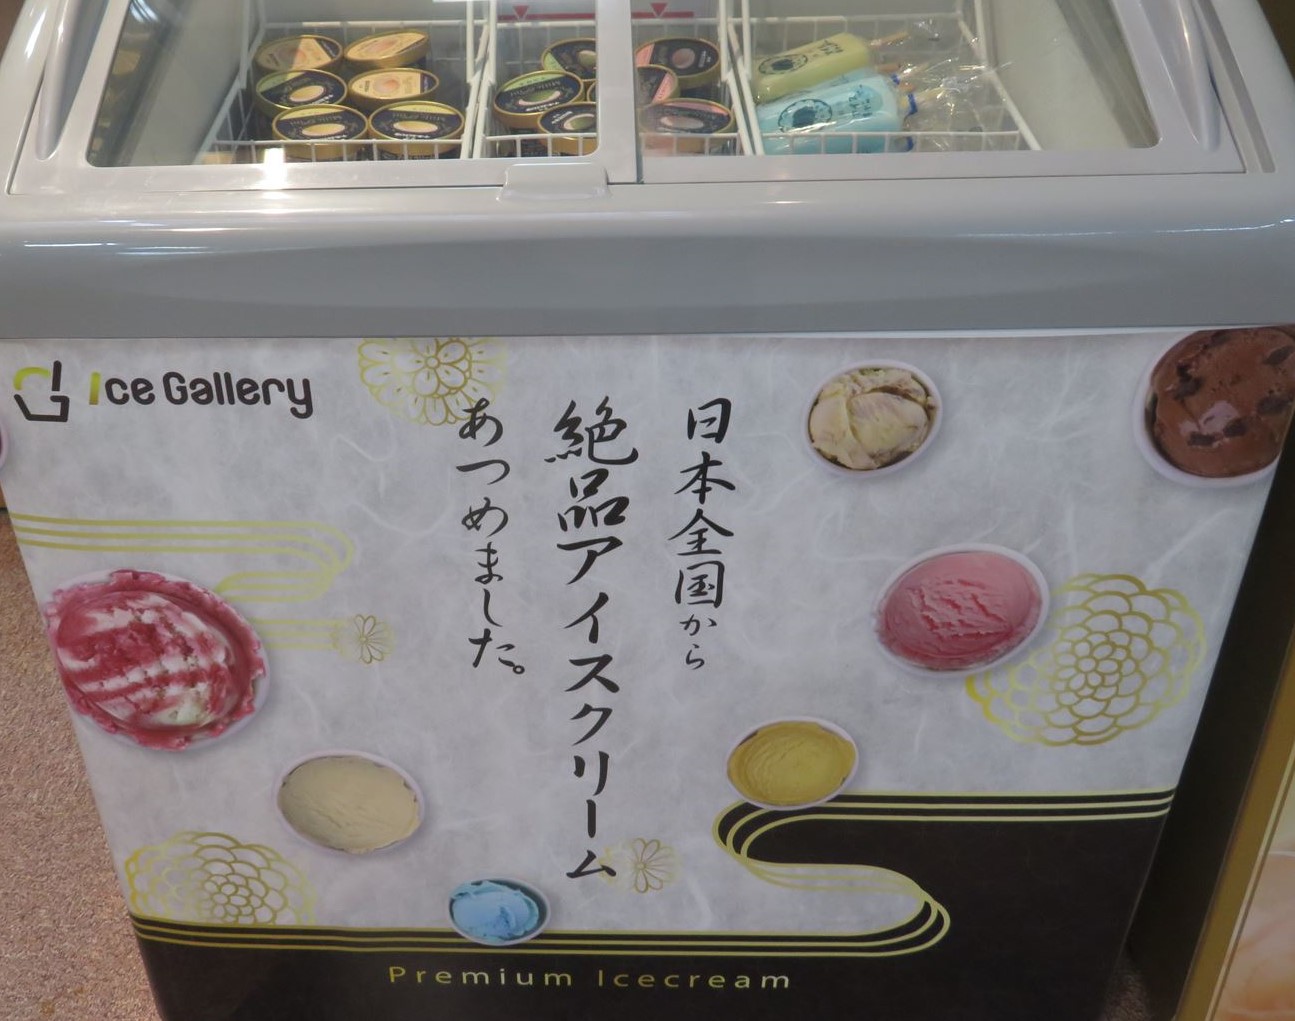 Ice Gallery
日本全国から
絶品アイスクリーム
あつめました。
Premium Icecream